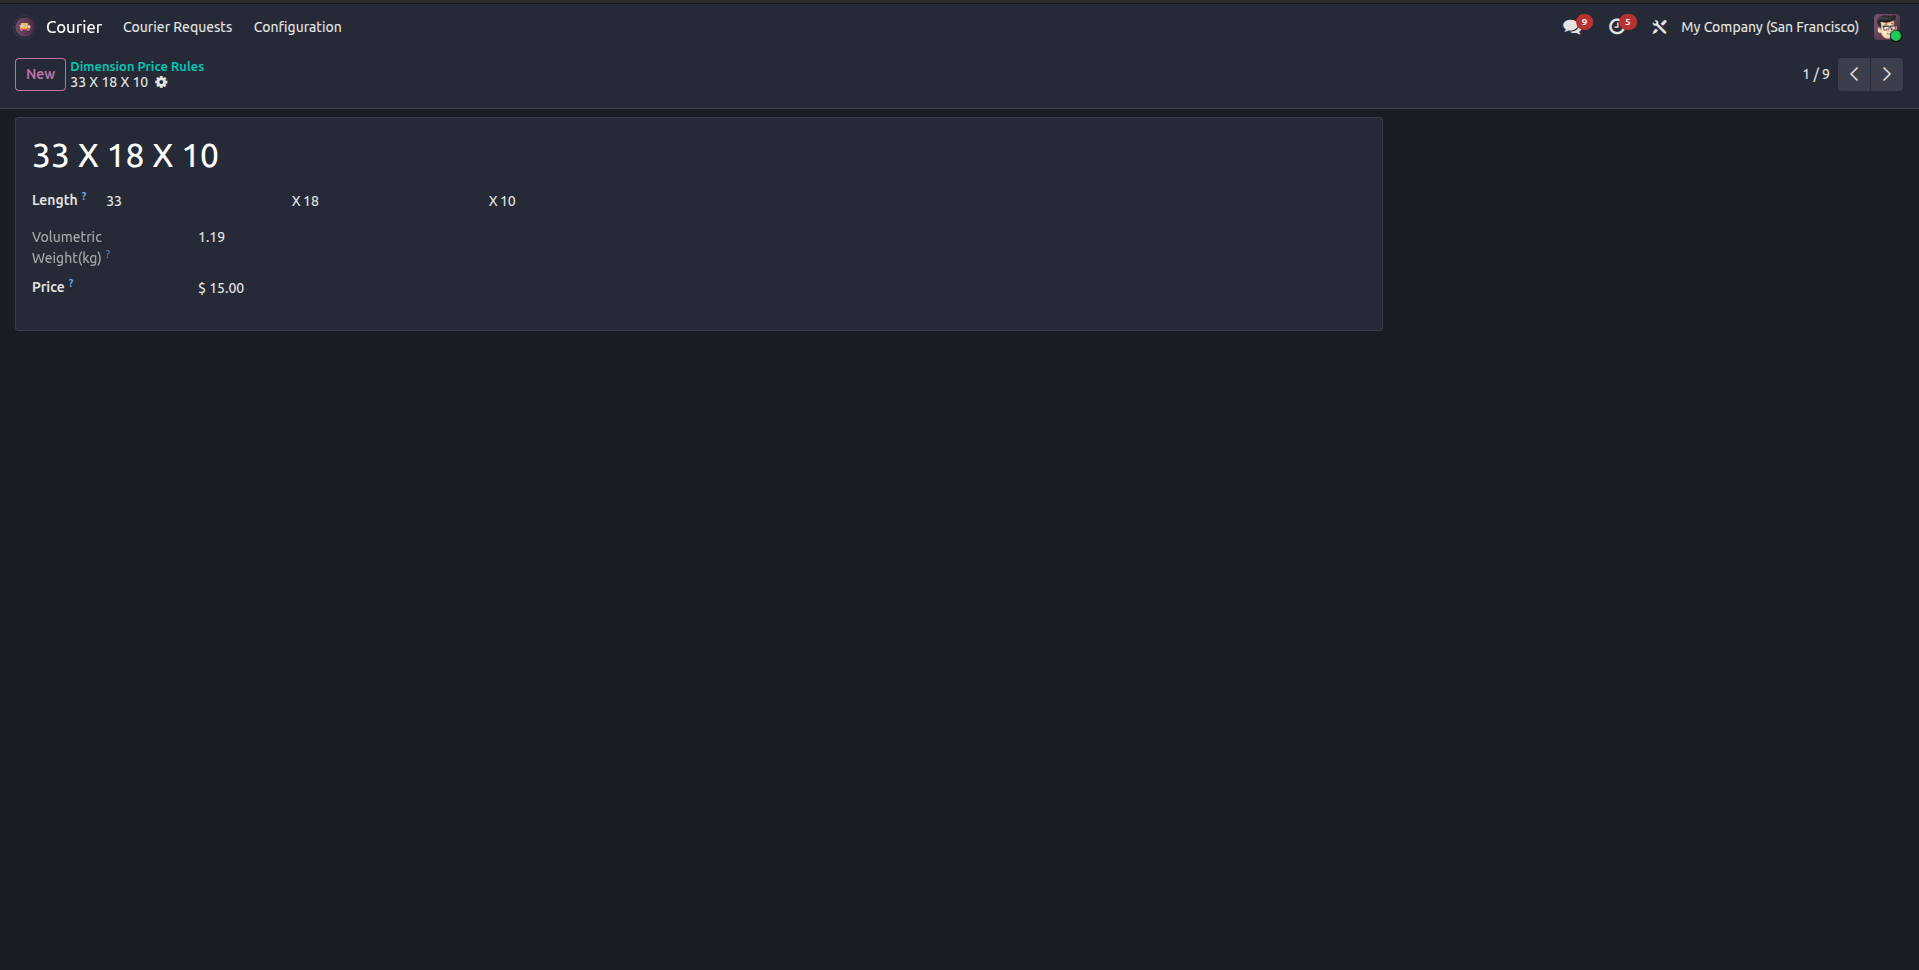 Courier Courier Requests Configuration 9 5 My Company (San Francisco)
New Dimension Price Rules 1 / 9
33 X 18 X 10
33 X 18 X 10
Length ? 33 X 18 X 10
Volumetric 1.19
Weight(kg) ?
Price ? $ 15.00